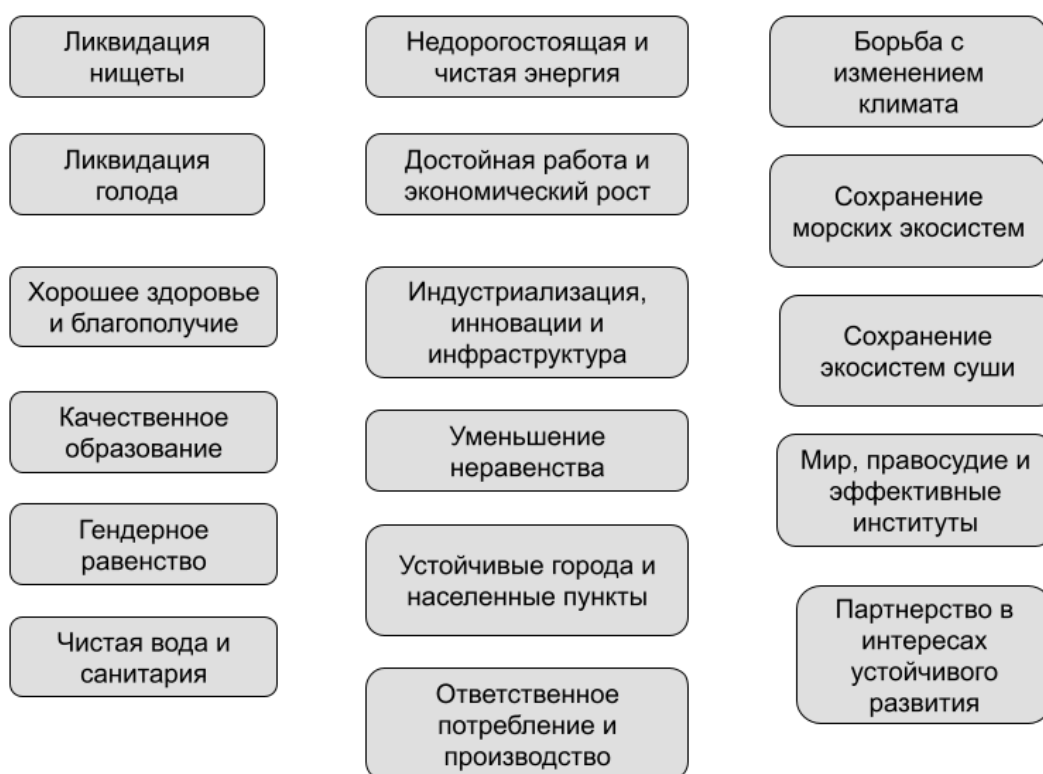 Ликвидация
нищеты
Ликвидация
голода
Хорошее здоровье
и благополучие
Качественное
образование
Гендерное
равенство
Чистая вода и
санитария
Недорогостоящая и
чистая энергия
Достойная работа и
экономический рост
Индустриализация,
инновации и
инфраструктура
Уменьшение
неравенства
Устойчивые города и
населенные пункты
Ответственное
потребление и
производство
Борьба с
изменением
климата
Сохранение
морских экосистем
Сохранение
экосистем суши
Мир, правосудие и
эффективные
институты
Партнерство в
интересах
устойчивого
развития